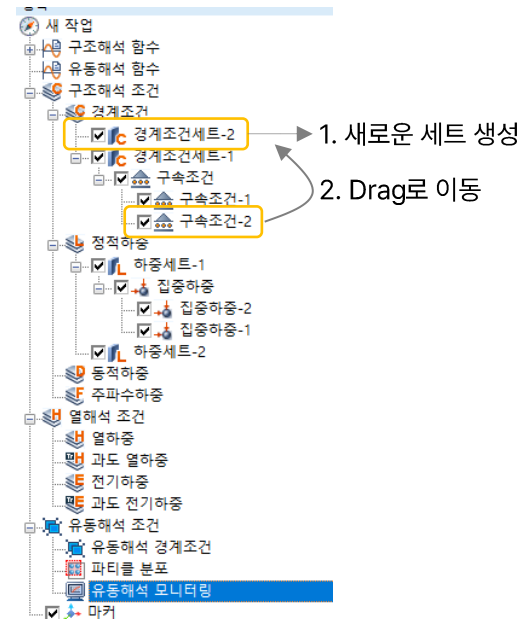 새 작업
구조해석 함수
유동해석 함수
구조해석 조건
경계조건
경계조건세트-2
1. 새로운 세트 생성
경계조건세트-1
구속조건
2. Drag로 이동
구속조건-1
구속조건-2
정적하중
하중세트-1
집중하중
집중하중-2
집중하중-1
하중세트-2
동적하중
주파수하중
열해석 조건
열하중
과도 열하중
전기하중
과도 전기하중
유동해석 조건
유동해석 경계조건
파티클 분포
유동해석 모니터링
마커